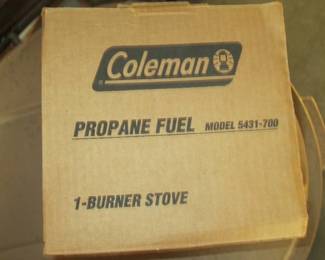 Coleman
PROPANE FUEL MODEL 5431-700
1-BURNER STOVE